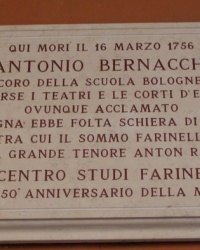 QUI MORÌ IL 16 MARZO 1756
ANTONIO BERNACCH
CORO DELLA SCUOLA BOLOGNE
RSE I TEATRI E LE CORTI D'E
OVUNQUE ACCLAMATO
GNA EBBE FOLTA SCHIERA DI
TRA CUI IL SOMMO FARINELL
GRANDE TENORE ANTON R
CENTRO STUDI FARINE
50° ANNIVERSARIO DELLA M